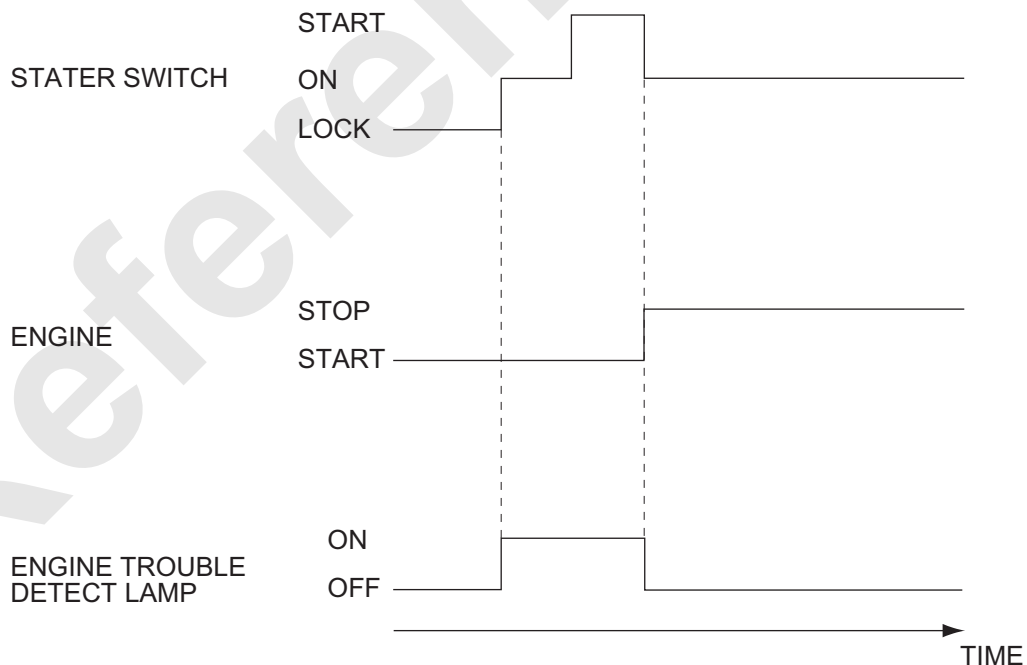 START
STATER SWITCH
ON
LOCK
STOP
ENGINE
START
ON
ENGINE TROUBLE
DETECT LAMP
OFF
TIME